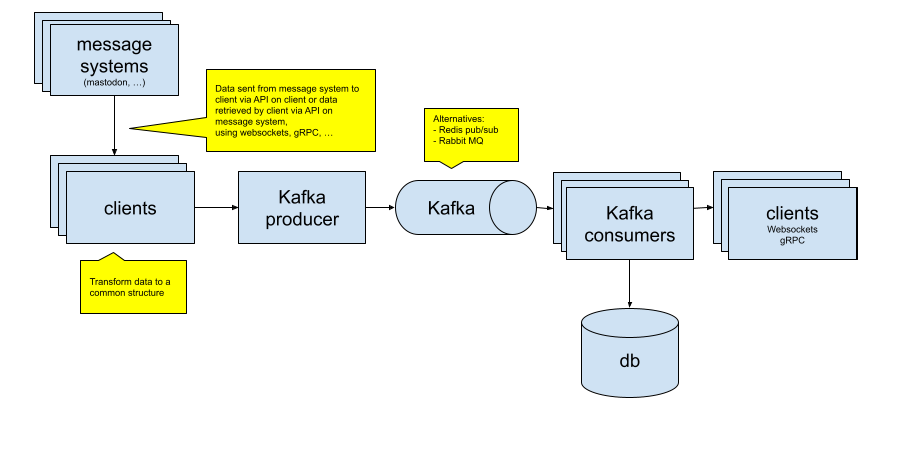 message
systems
(mastodon, ...)
Data sent from message system to
client via API on client or data
retrieved by client via API on
message system,
using websockets, gRPC, ...
Alternatives:
- Redis pub/sub
- Rabbit MQ
clients
Kafka
producer
Kafka
Kafka
consumers
clients
Websockets
gRPC
Transform data to a
common structure
db